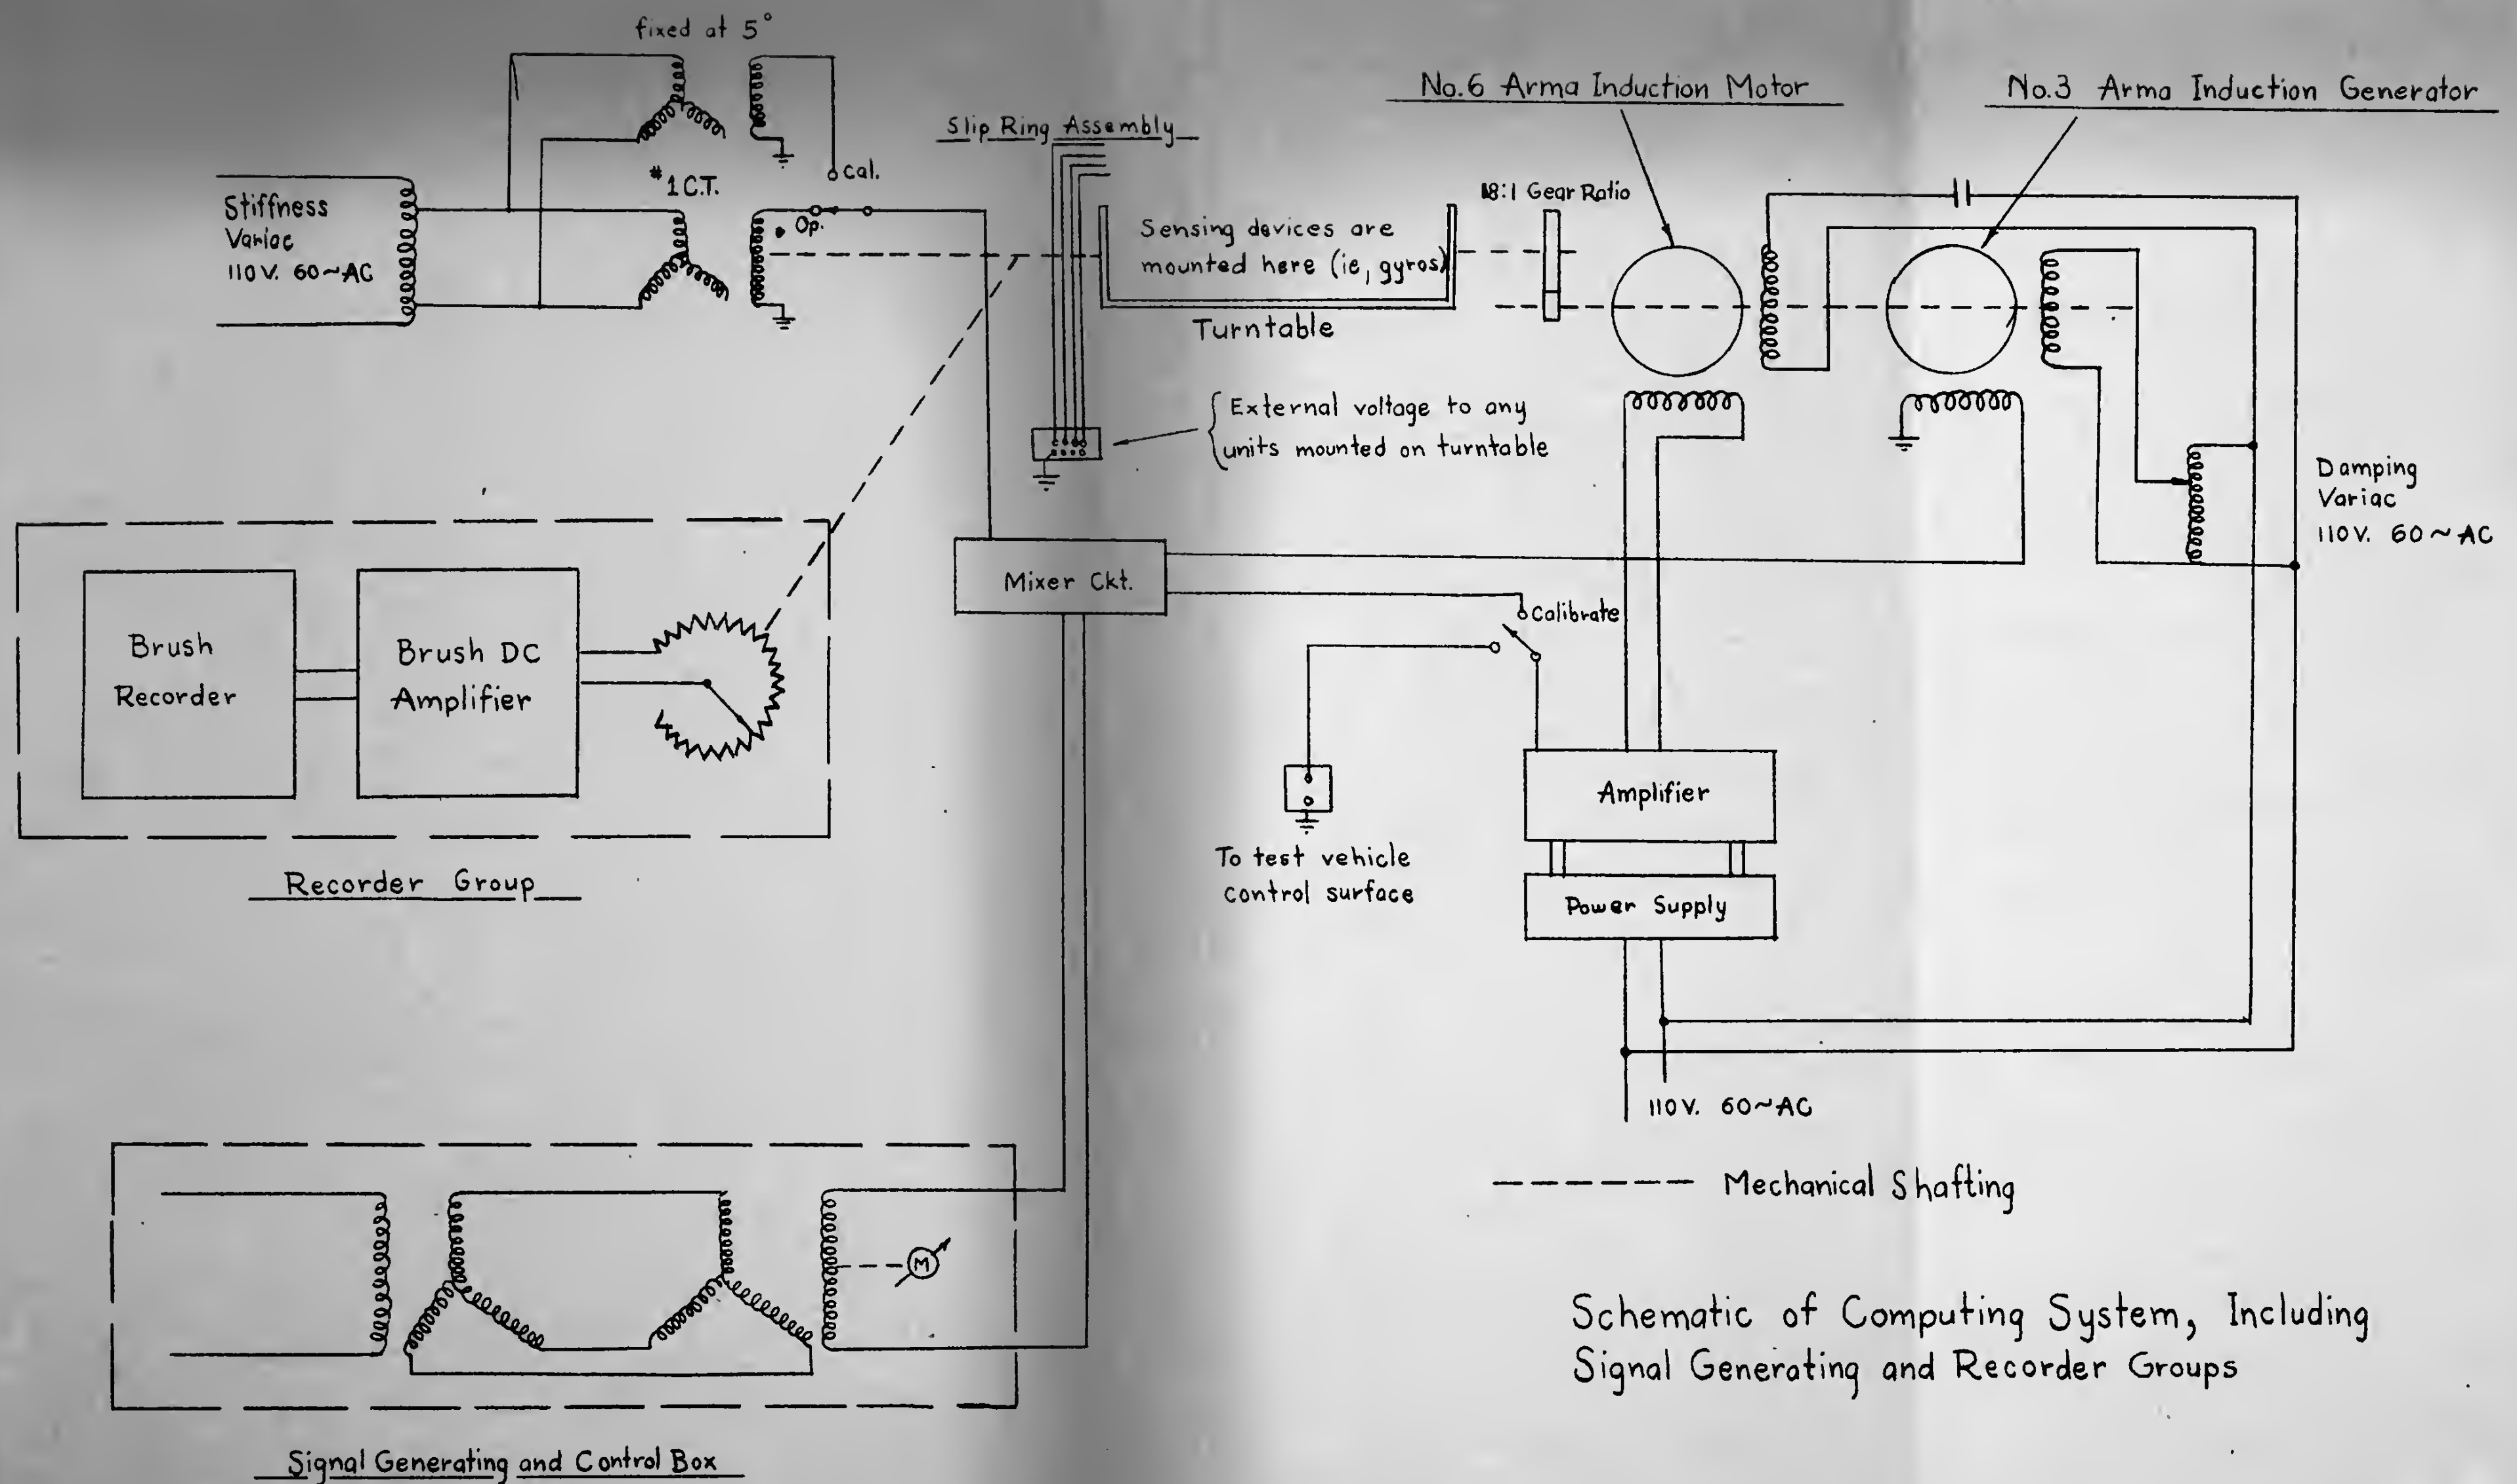 fixed at 5°
No.6 Arma Induction Motor
No.3 Arma Induction Generator
Slip Ring Assembly
Cal.
#1 C.T.
Op.
Stiffness
Variac
110V. 60~AC
18:1 Gear Ratio
Sensing devices are
mounted here (ie, gyros)
Turntable
External voltage to any
units mounted on turntable
Damping
Variac
110V. 60~AC
Mixer Ckt.
Calibrate
Brush
Recorder
Brush DC
Amplifier
Recorder Group
Amplifier
To test vehicle
control surface
Power Supply
110V. 60~AC
Mechanical Shafting
M
Schematic of Computing System, Including
Signal Generating and Recorder Groups
Signal Generating and Control Box